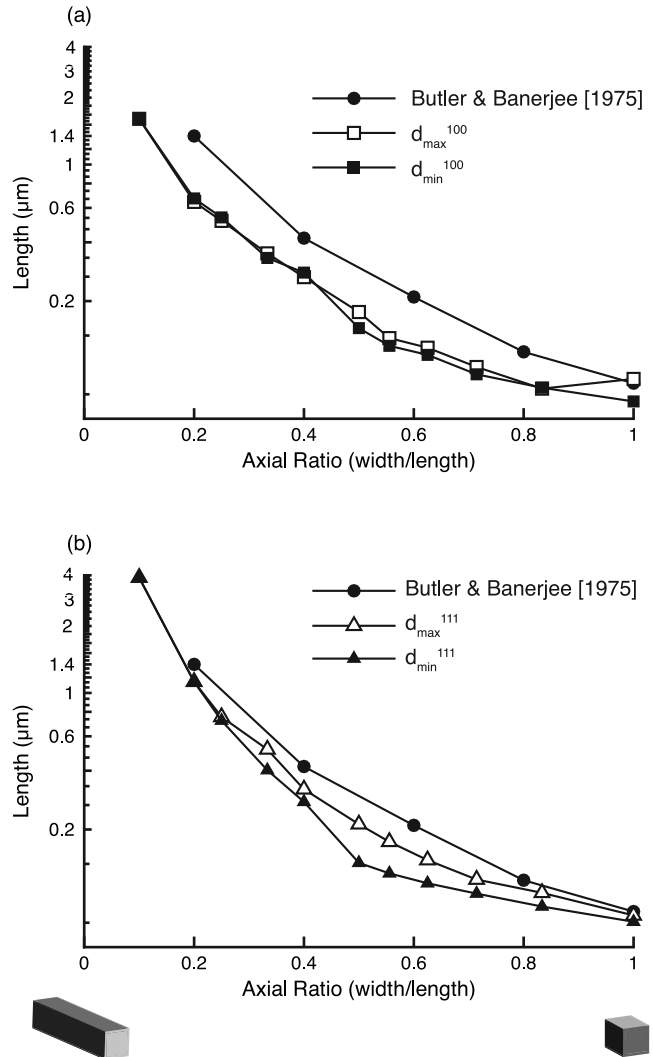 (a)
4
3
2
1.4
1
0.6
0.2
Length (μm)
Butler & Banerjee [1975]
dmax100
dmin100
0 0.2 0.4 0.6 0.8 1
Axial Ratio (width/length)
(b)
4
3
2
1.4
1
0.6
0.2
Length (μm)
Butler & Banerjee [1975]
dmax111
dmin111
0 0.2 0.4 0.6 0.8 1
Axial Ratio (width/length)